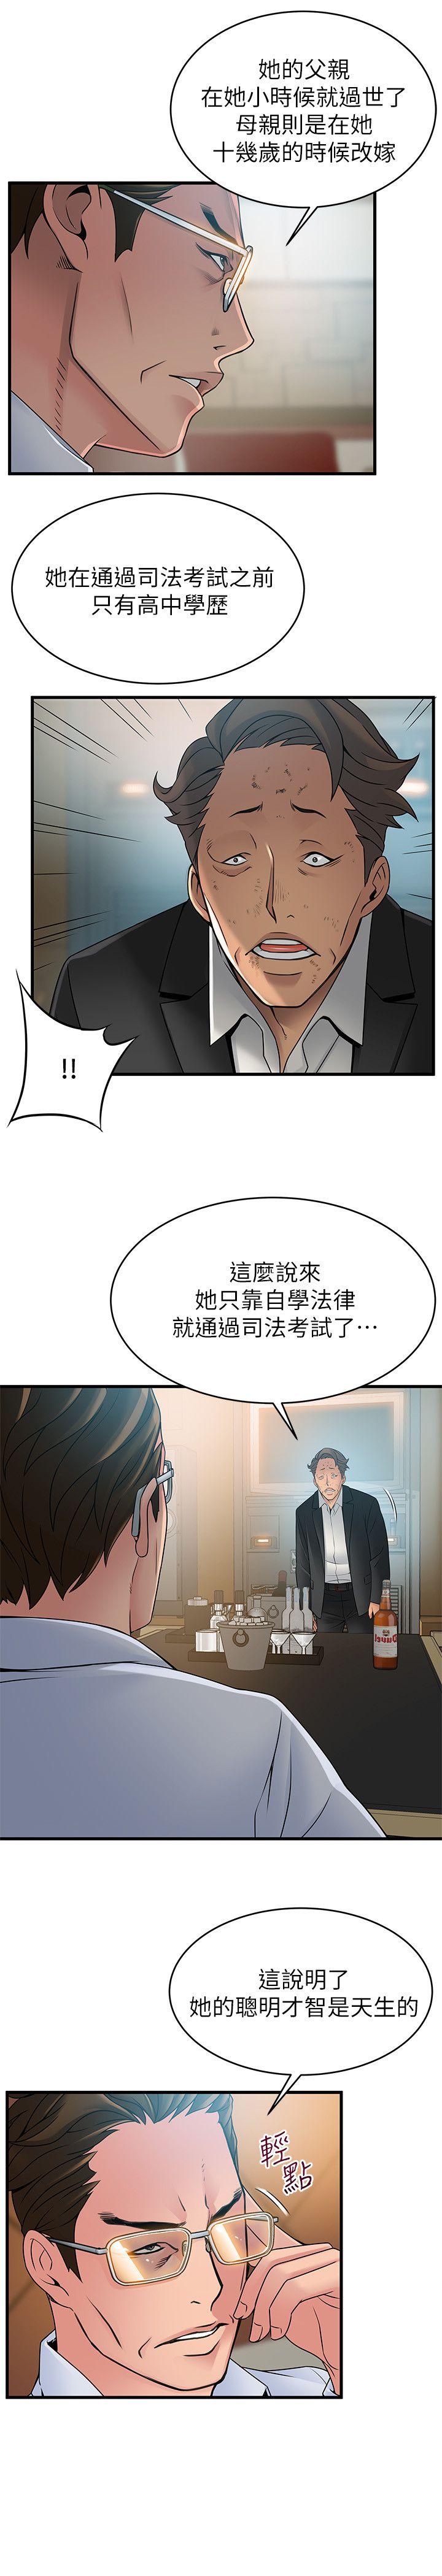 她的父親
在她小時候就過世了
母親則是在她
十幾歲的時候改嫁
她在通過司法考試之前
只有高中學歷
!!
這麼說來
她只靠自學法律
就通過司法考試了⋯
這說明了
她的聰明才智是天生的
輕點